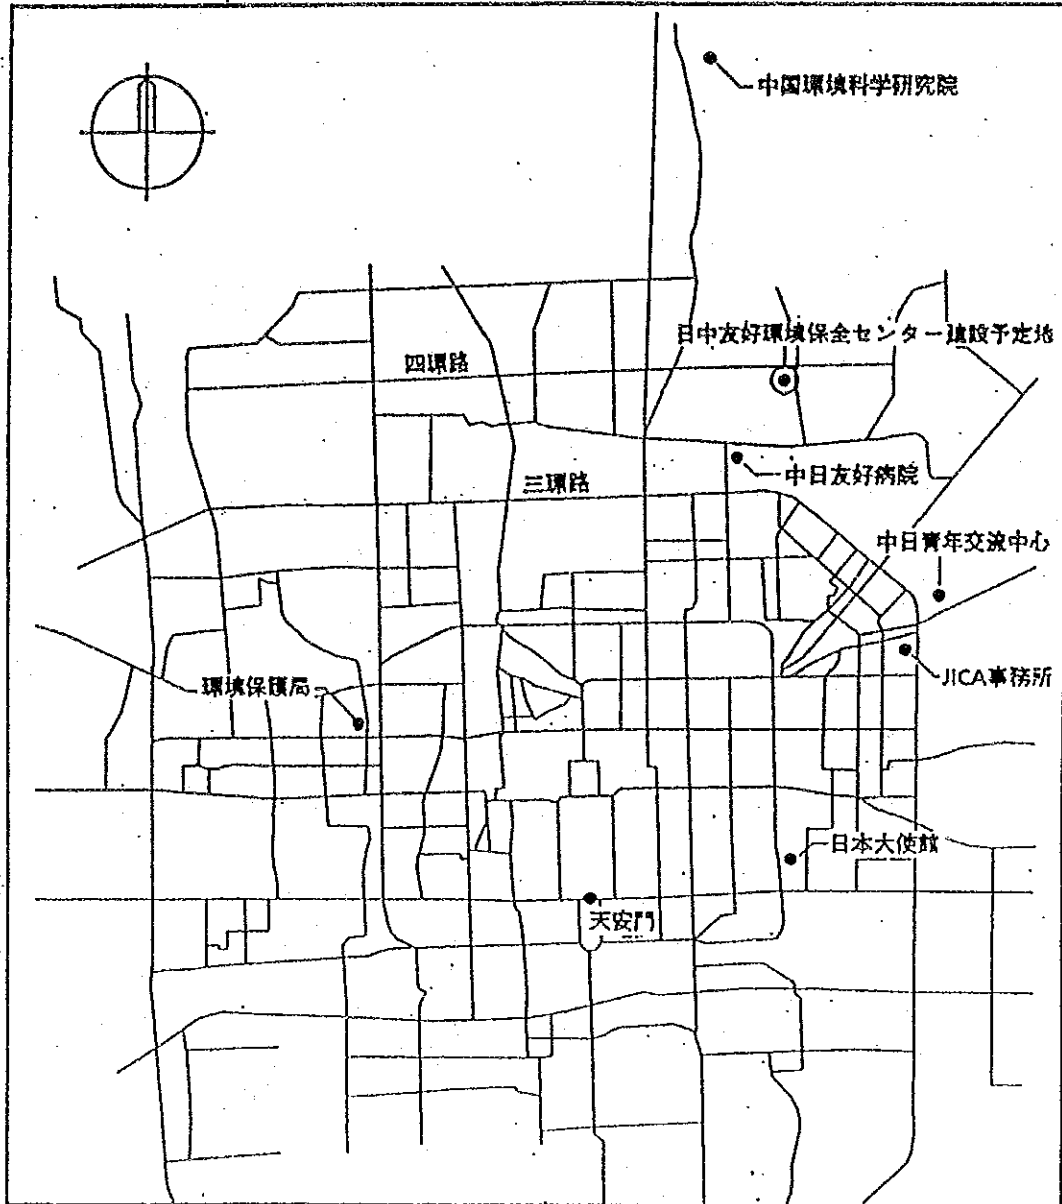 中国環境科学研究院
日中友好環境保全センター建設予定地
四環路
中日友好病院
三環路
中日青年交流中心
JICA事務所
環境保護局
日本大使館
天安門